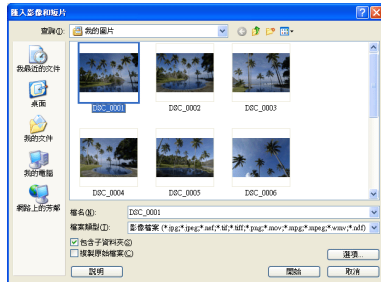 匯入影像和短片
查詢(I): 我的圖片
我最近的文件
桌面
我的文件
我的電腦
網路上的芳鄰
DSC_0001 DSC_0002 DSC_0003
DSC_0004 DSC_0005 DSC_0006
檔名(N): DSC_0001
檔案類型(T): 影像檔案 (*.jpg;*.jpeg;*.nef;*.tif;*.tiff;*.png;*.mov;*.mpg;*.mpeg;*.wmv;*.ndf)
包含子資料夾(S)
複製原始檔案(C)
選項...
說明 開始 取消